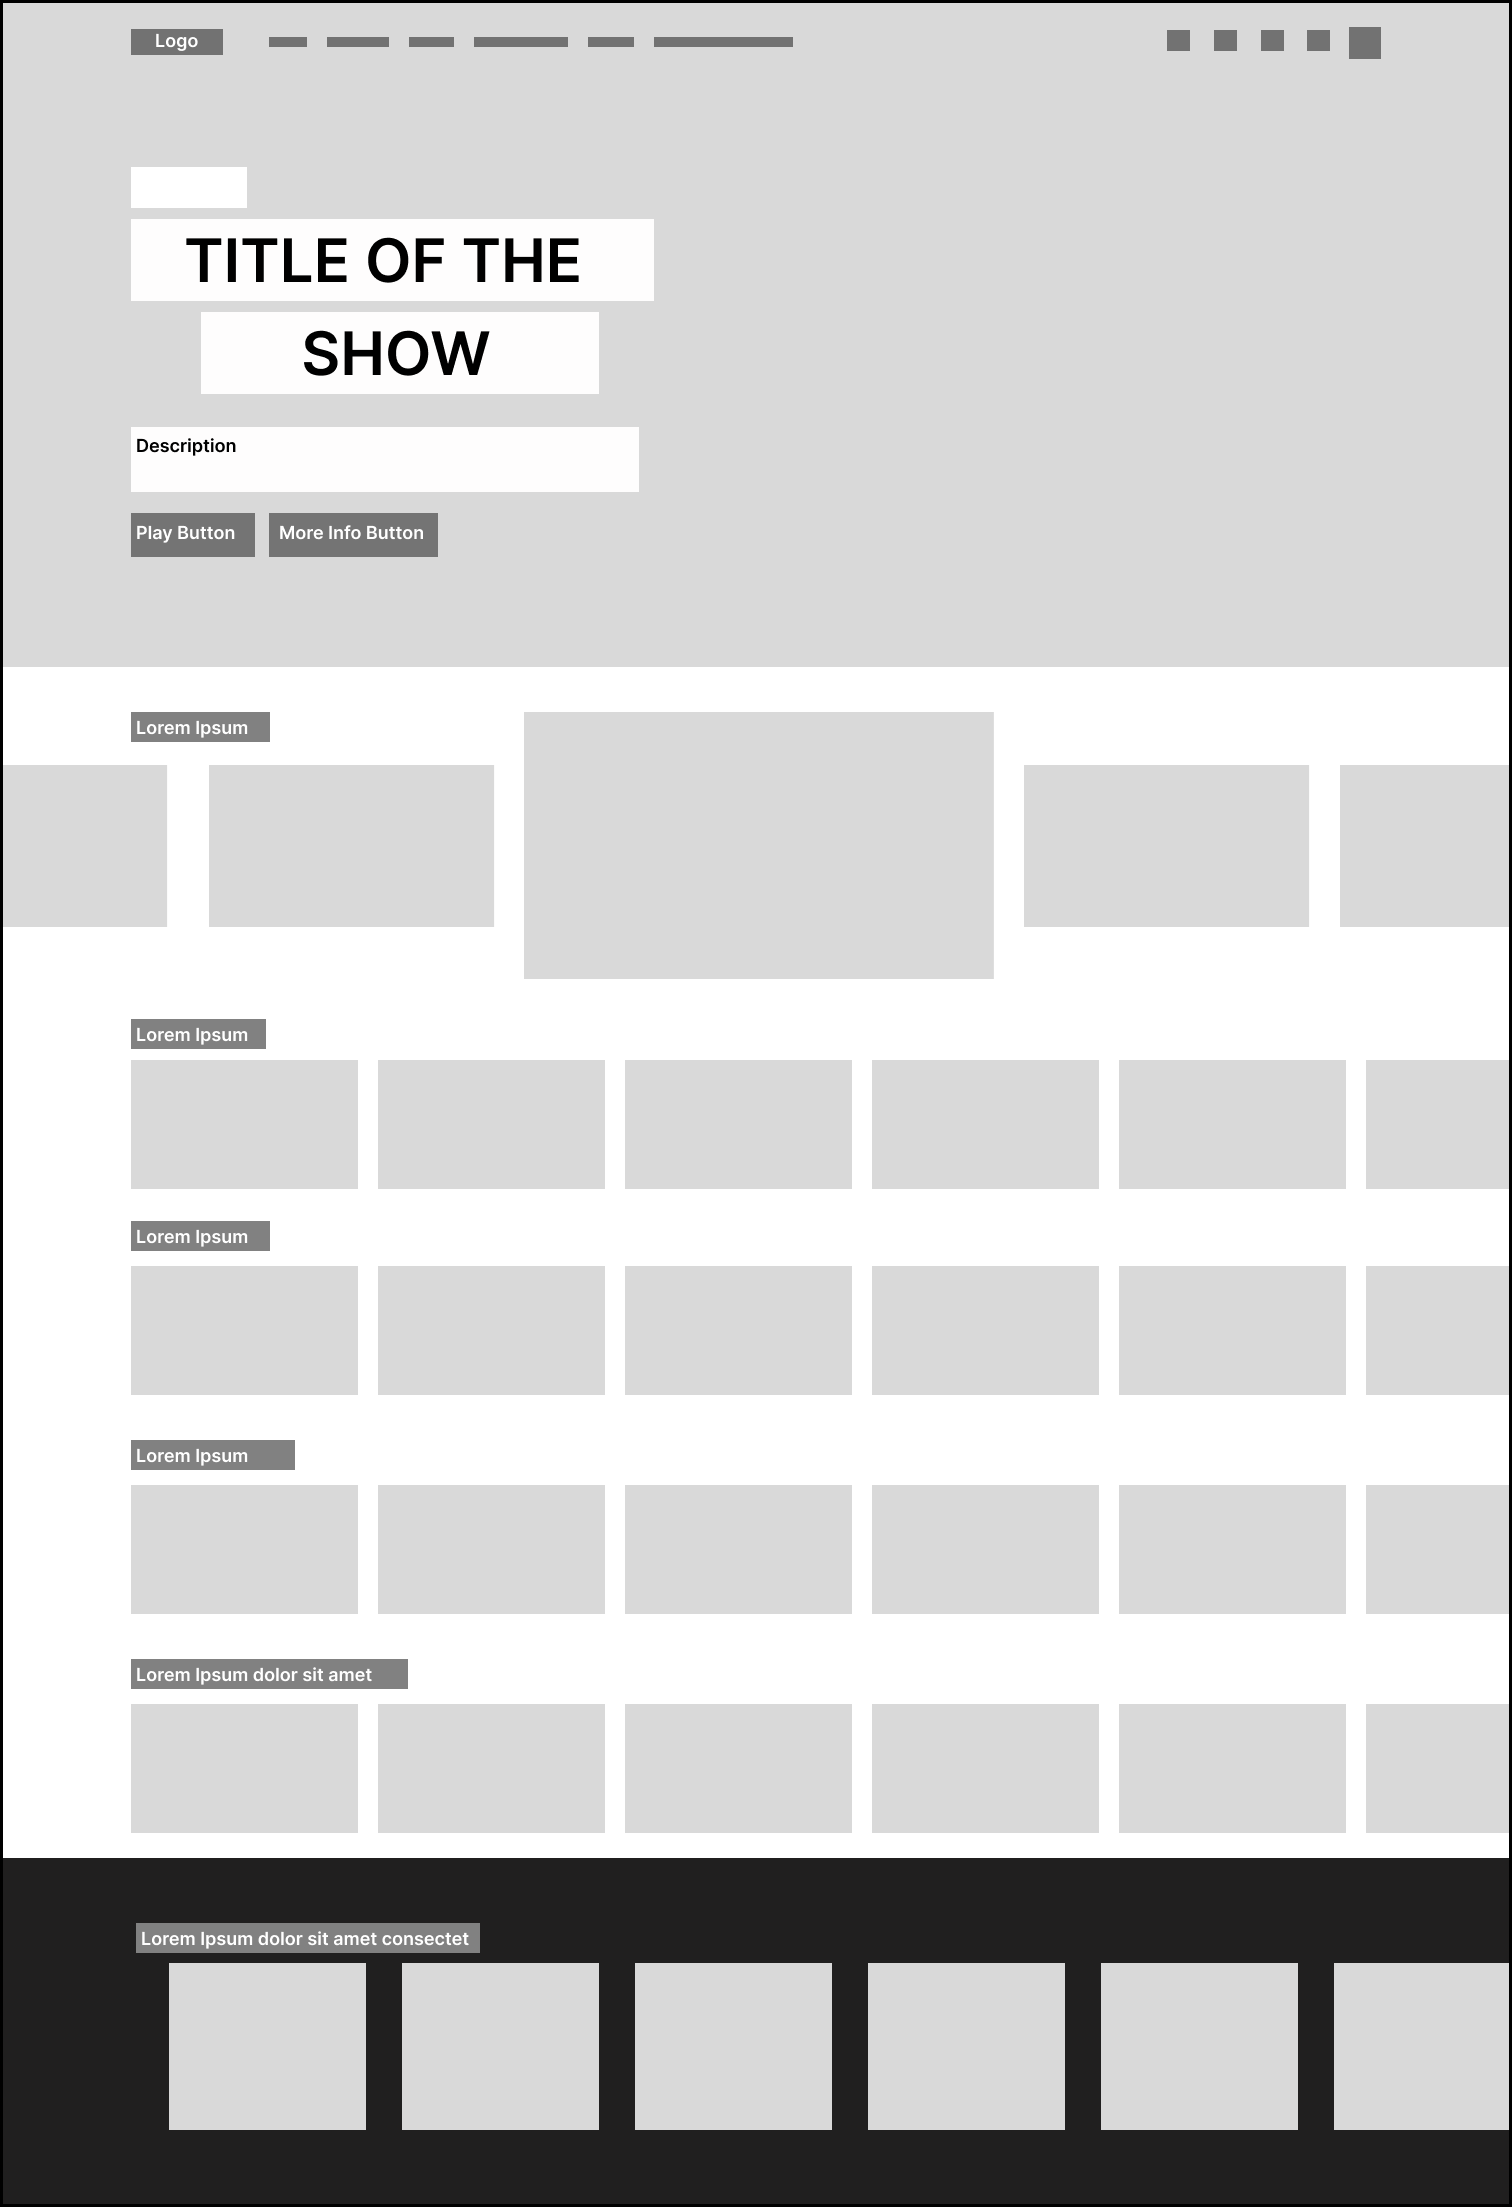 Logo
TITLE OF THE
SHOW
Description
Play Button
More Info Button
Lorem Ipsum
Lorem Ipsum
Lorem Ipsum
Lorem Ipsum
Lorem Ipsum dolor sit amet
Lorem Ipsum dolor sit amet consectet